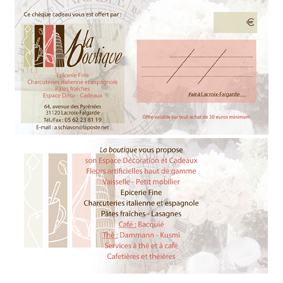 Ce chèque cadeau vous est offert par :
la
boutique
Epicerie Fine
Charcuteries italienne et espagnole
Pâtes fraîches
Espace Déco - Cadeaux
64, avenue des Pyrénées
31120 Lacroix-Falgarde
Tél./Fax : 05 62 23 81 19
E-mail : a.schiavon@laposte.net
€
Fait à Lacroix-Falgarde
Offre valable sur tout achat de 30 euros minimum
La boutique vous propose
son Espace Décoration et Cadeaux
Fleurs artificielles haut de gamme
Vaisselle - Petit mobilier
Epicerie Fine
Charcuteries italienne et espagnole
Pâtes fraîches - Lasagnes
Café : Bacquié
Thé : Dammann - Kusmi
Services à thé et à café
Cafetières et théières